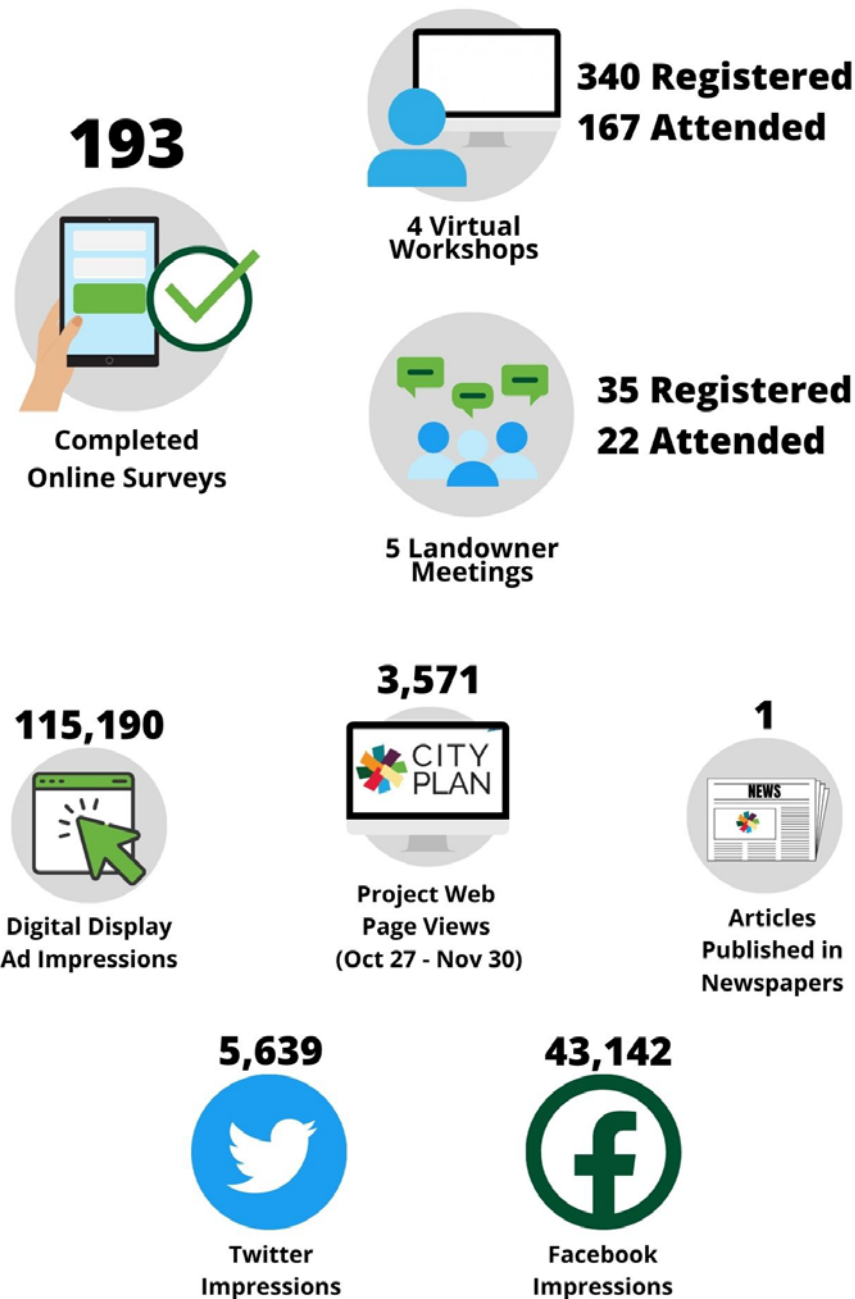 193
Completed
Online Surveys
340 Registered
167 Attended
4 Virtual
Workshops
35 Registered
22 Attended
5 Landowner
Meetings
115,190
Digital Display
Ad Impressions
3,571
CITY
PLAN
Project Web
Page Views
(Oct 27 - Nov 30)
1
NEWS
Articles
Published in
Newspapers
5,639
Twitter
Impressions
43,142
Facebook
Impressions